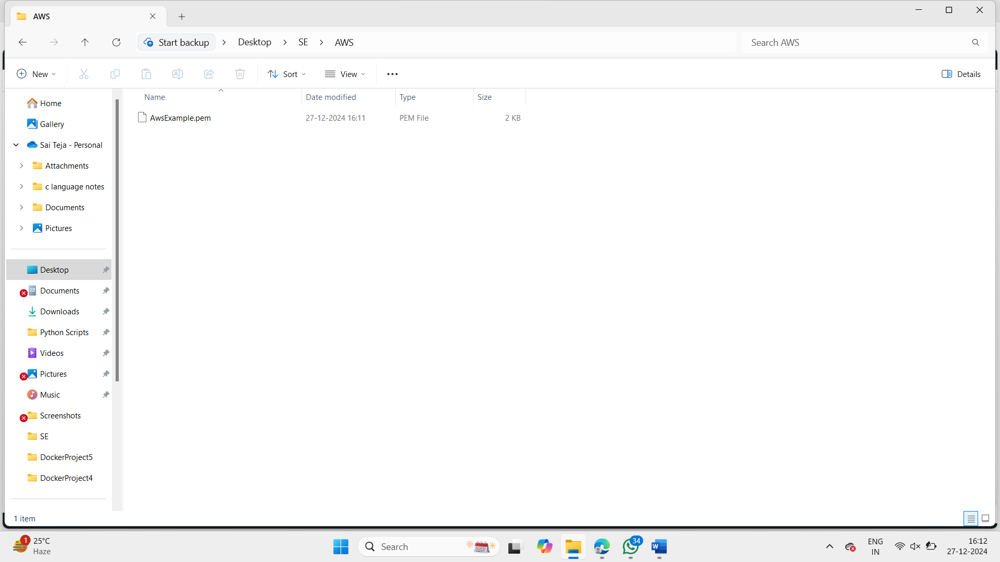 AWS
Start backup > Desktop > SE > AWS
Search AWS
New
Sort
View
Details
Name Date modified Type Size
AwsExample.pem 27-12-2024 16:11 PEM File 2 KB
Home
Gallery
Sai Teja - Personal
Attachments
c language notes
Documents
Pictures
Desktop
Documents
Downloads
Python Scripts
Videos
Pictures
Music
Screenshots
SE
DockerProject5
DockerProject4
1 item
1
25°C
Haze
Search
34
ENG
IN
16:12
27-12-2024